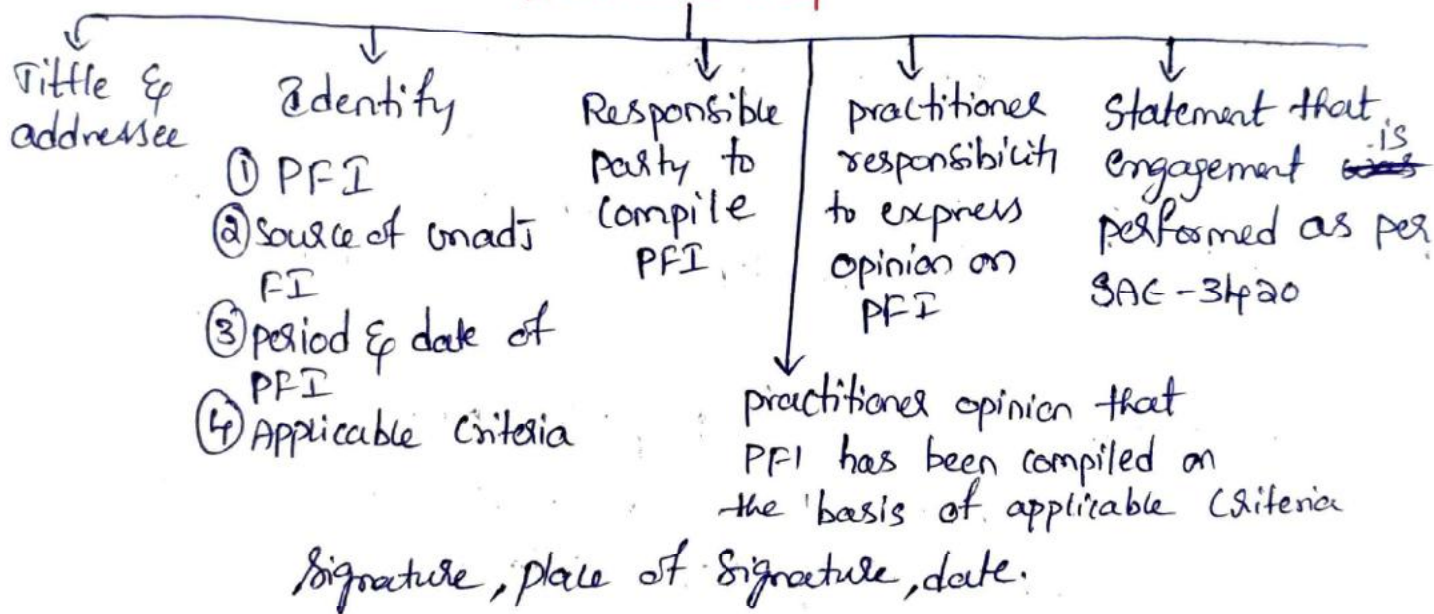 Tittle &
addressee
Identify
① PFI
② Source of unadj
FI
③ period & date of
PFI
④ Applicable Criteria
Responsible
party to
compile
PFI
practitioner
responsibiliti
to express
opinion on
PFI
Statement that
is
engagement was
performed as per
SAE-3420
practitioner opinion that
PFI has been compiled on
the basis of applicable Criteria
Signature, place of signature, date.